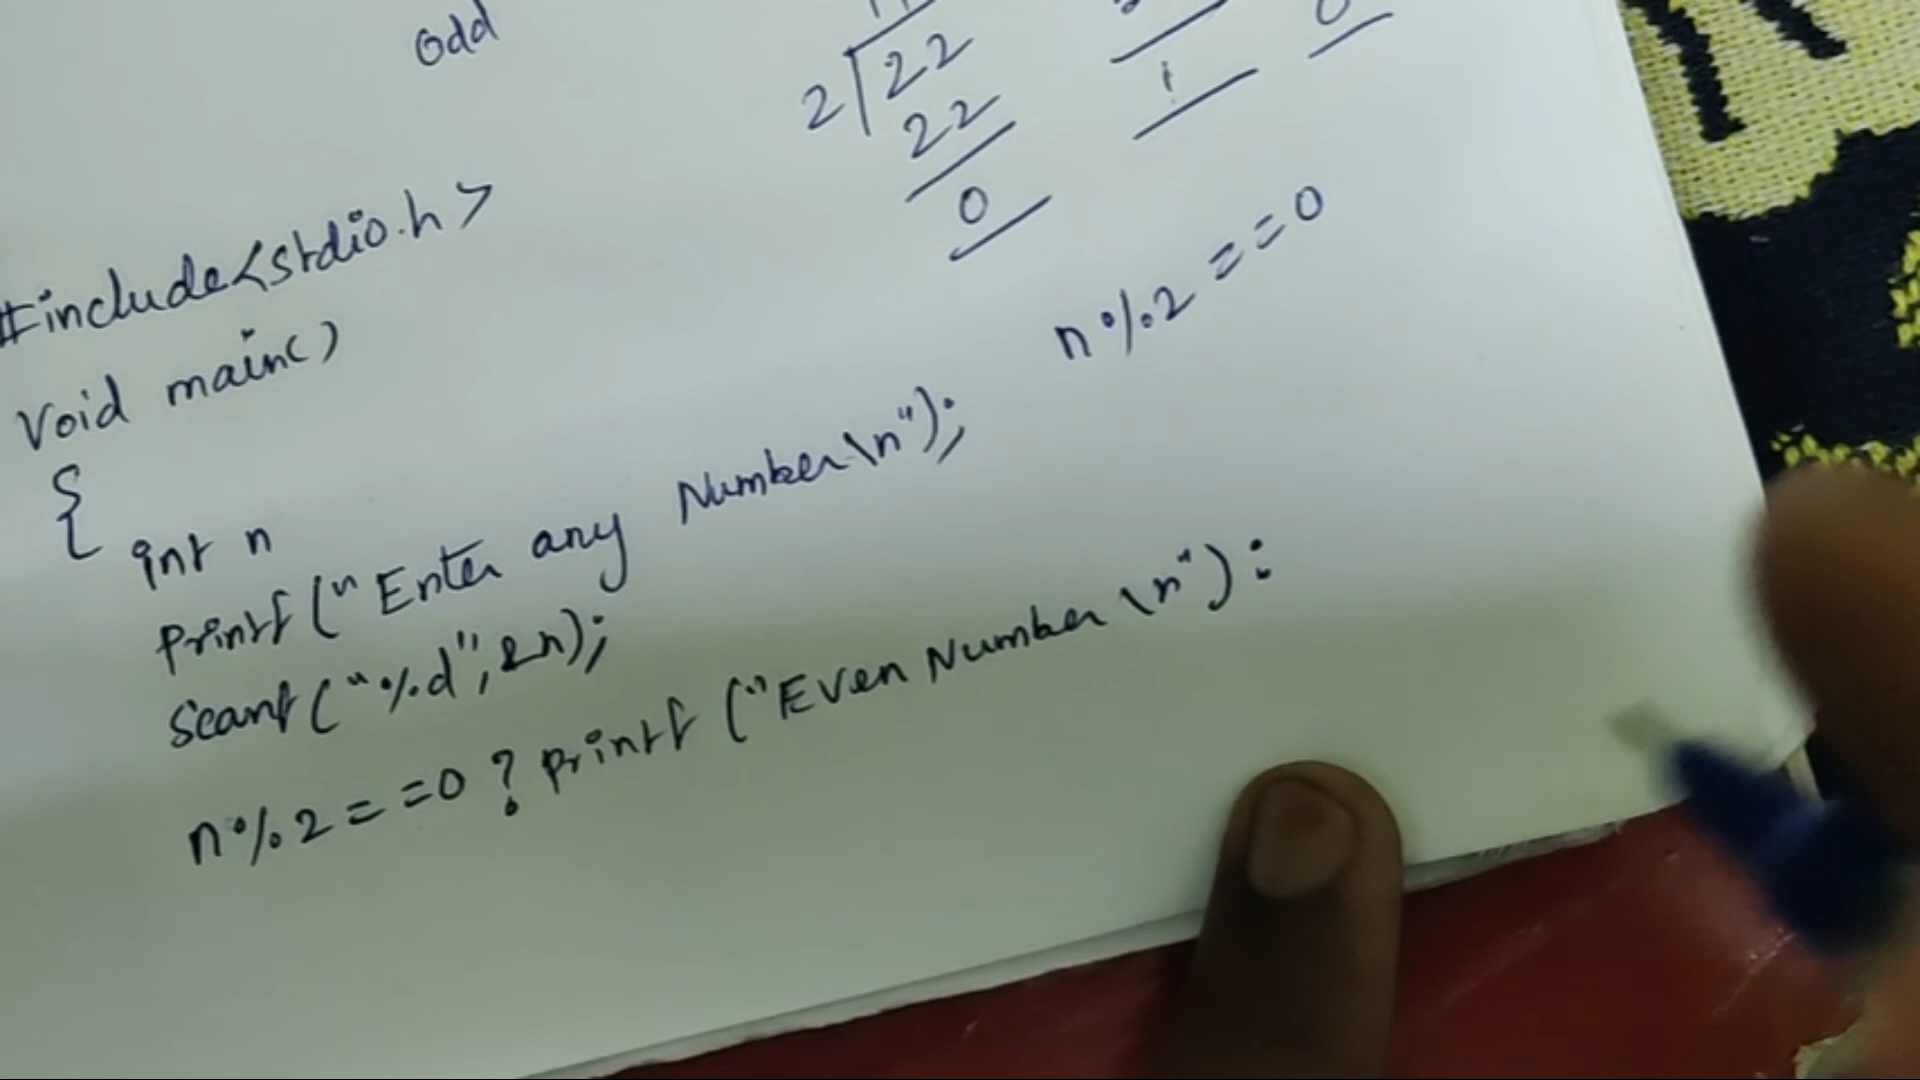 Odd
2 22
22
0
1
0
#include<stdio.h>
Void main()
{
int n
Printf("Enter any Number\n");
Scanf("%d",&n);
n%2==0
n%2==0 ? Printf ("Even Number \n") :